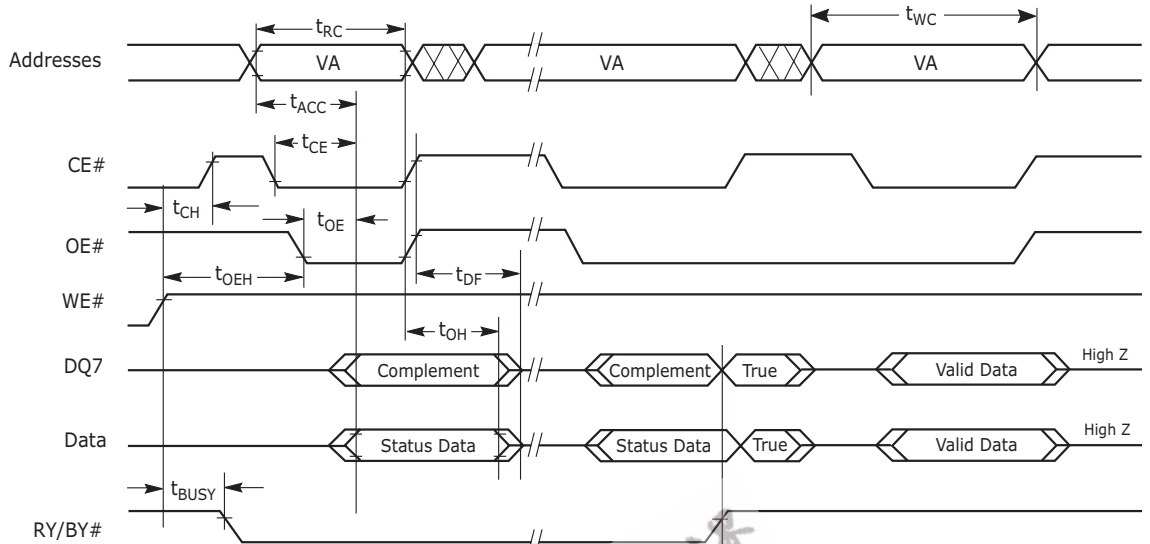 tRC
tWC
Addresses
VA
VA
VA
tACC
tCE
CE#
tCH
tOE
OE#
tOEH
tDF
WE#
tOH
DQ7
Complement
Complement
True
Valid Data
High Z
Data
Status Data
Status Data
True
Valid Data
High Z
tBUSY
RY/BY#